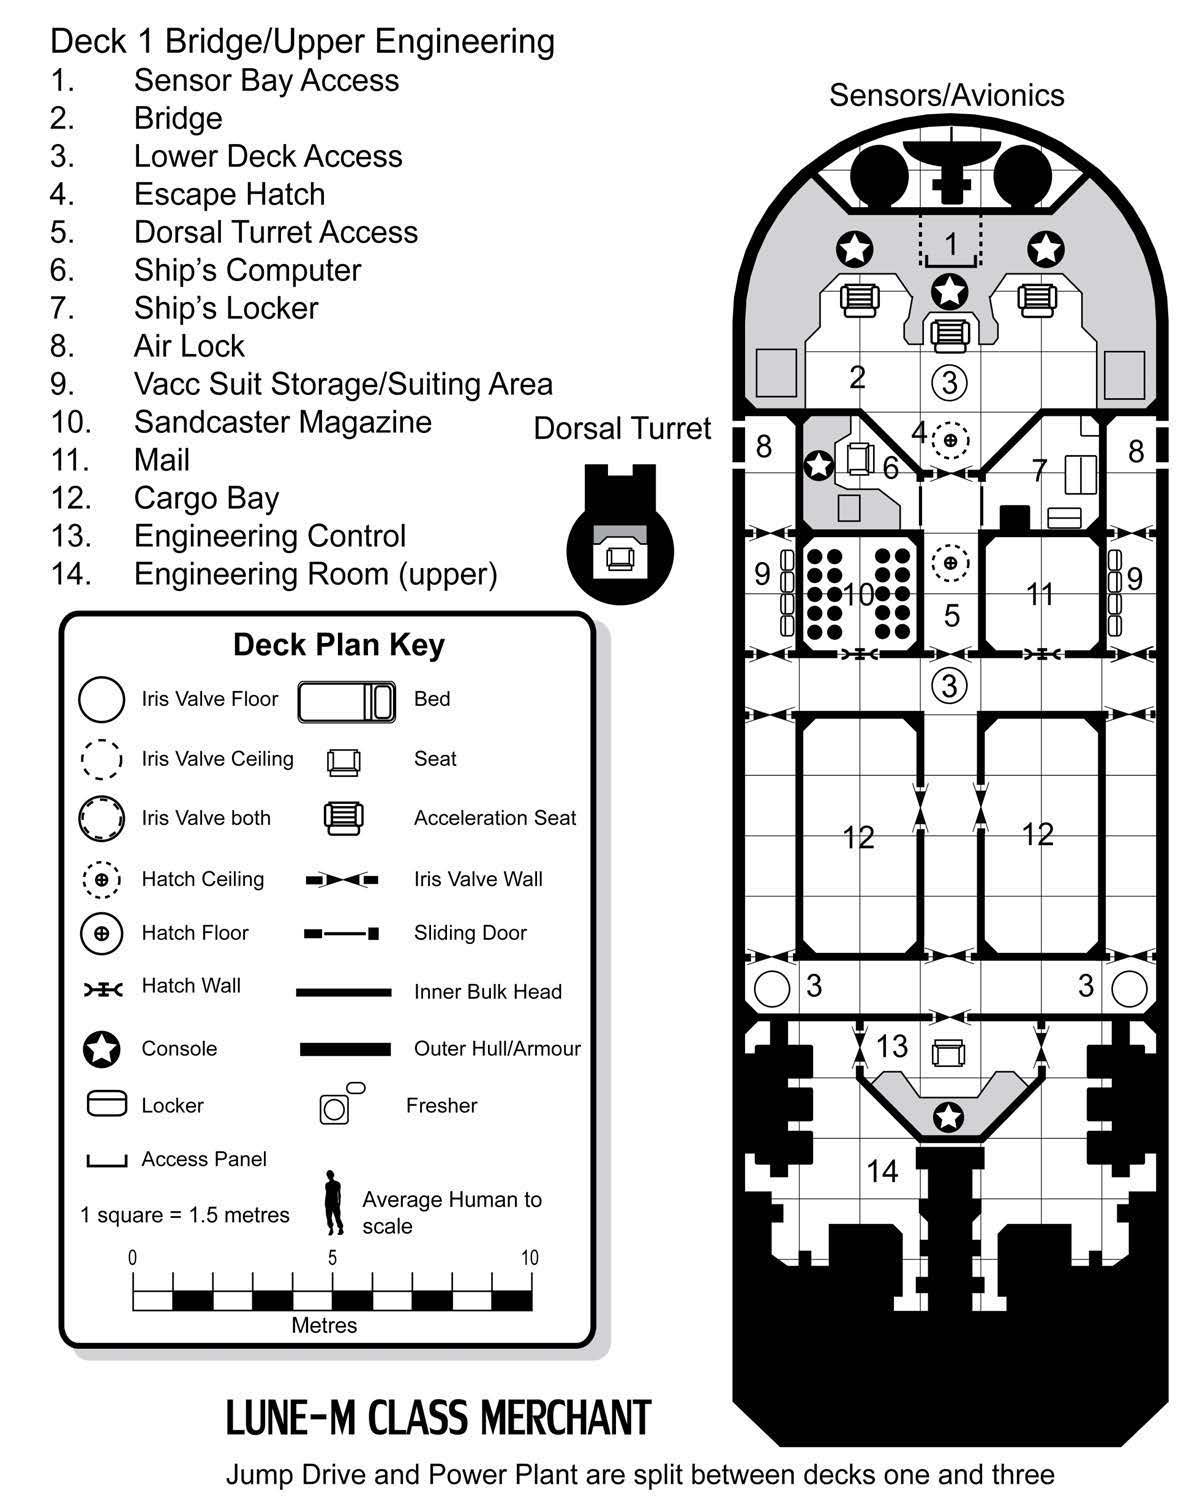 Deck 1 Bridge/Upper Engineering
1. Sensor Bay Access
2. Bridge
3. Lower Deck Access
4. Escape Hatch
5. Dorsal Turret Access
6. Ship's Computer
7. Ship's Locker
8. Air Lock
9. Vacc Suit Storage/Suiting Area
10. Sandcaster Magazine
11. Mail
12. Cargo Bay
13. Engineering Control
14. Engineering Room (upper)
Dorsal Turret
Deck Plan Key
Iris Valve Floor
Bed
Iris Valve Ceiling
Seat
Iris Valve both
Acceleration Seat
Hatch Ceiling
Iris Valve Wall
Hatch Floor
Sliding Door
Hatch Wall
Inner Bulk Head
Console
Outer Hull/Armour
Locker
Fresher
Access Panel
1 square = 1.5 metres
Average Human to
scale
0 5 10
Metres
Sensors/Avionics
1
2 3
4
8 6 7 8
9 10 11 9
5
3
12 12
3 3
13
14
LUNE-M CLASS MERCHANT
Jump Drive and Power Plant are split between decks one and three